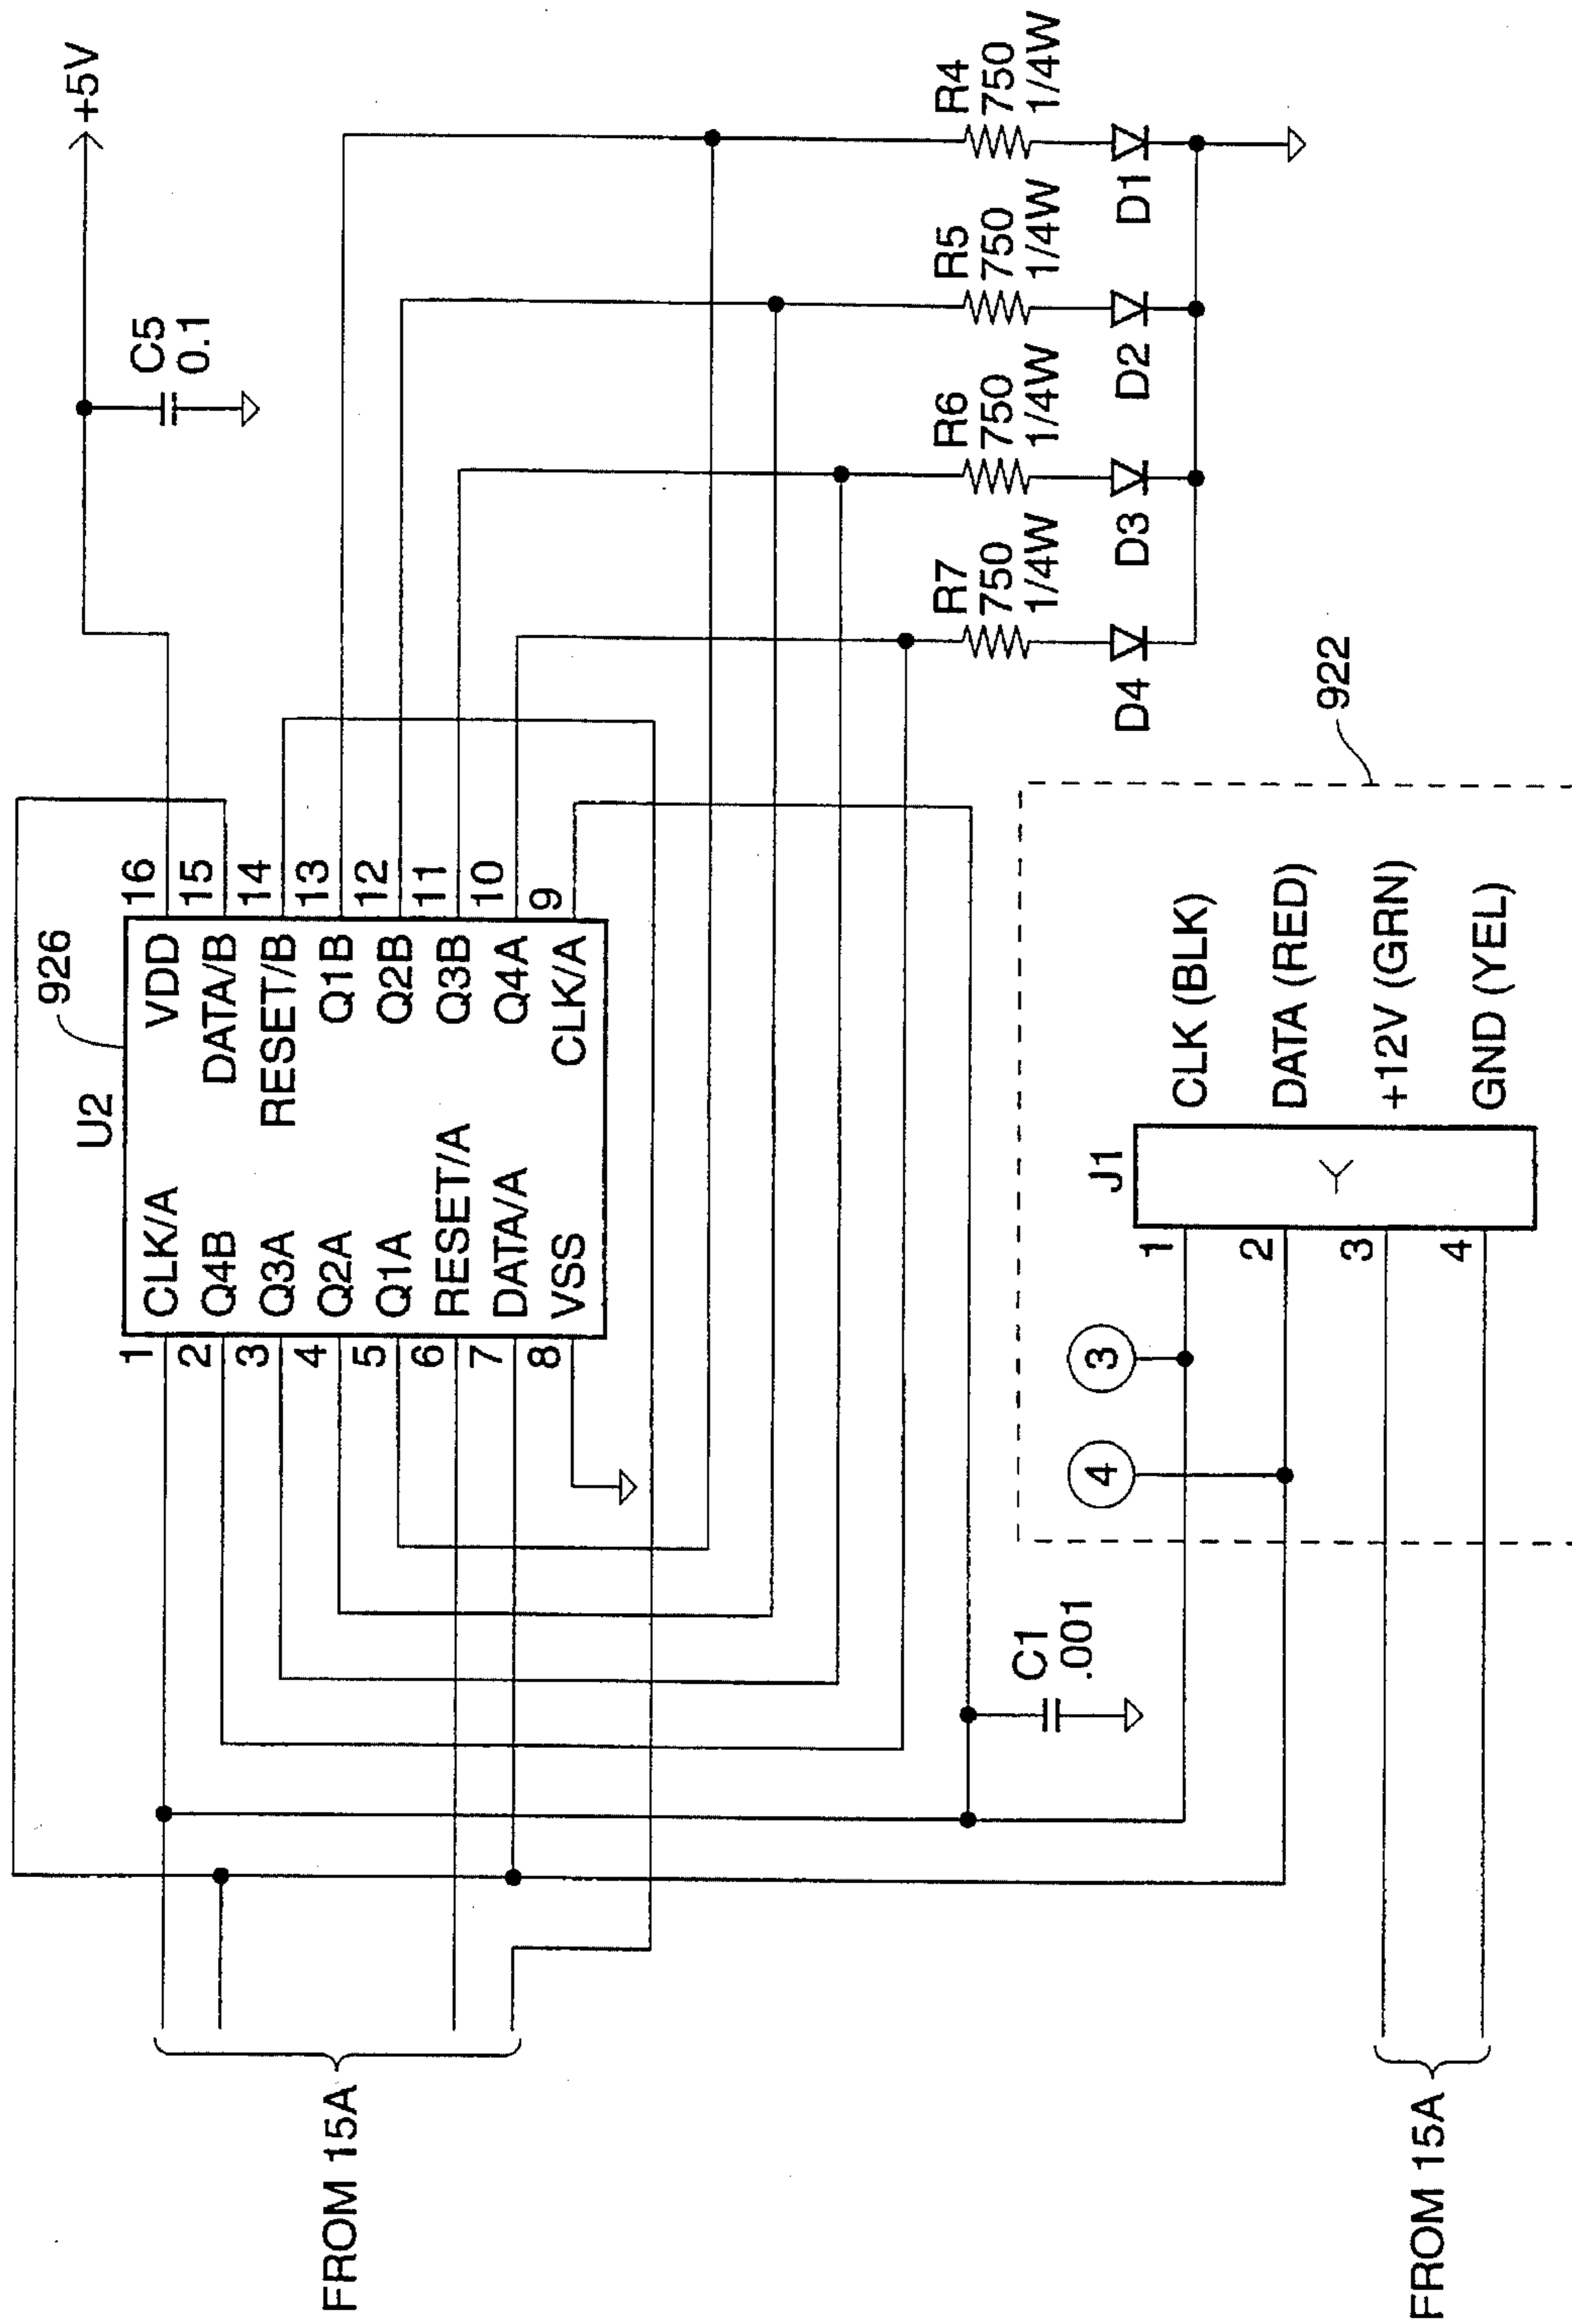 +5V
C5
0.1
926
U2
CLK/A
Q4B
Q3A
Q2A
Q1A
RESET/A
DATA/A
VSS
1
2
3
4
5
6
7
8
VDD
DATA/B
RESET/B
Q1B
Q2B
Q3B
Q4A
CLK/A
16
15
14
13
12
11
10
9
FROM 15A
R7
750
1/4W
R6
750
1/4W
R5
750
1/4W
R4
750
1/4W
D4
D3
D2
D1
C1
.001
922
4
3
J1
1
2
3
4
Y
CLK (BLK)
DATA (RED)
+12V (GRN)
GND (YEL)
FROM 15A